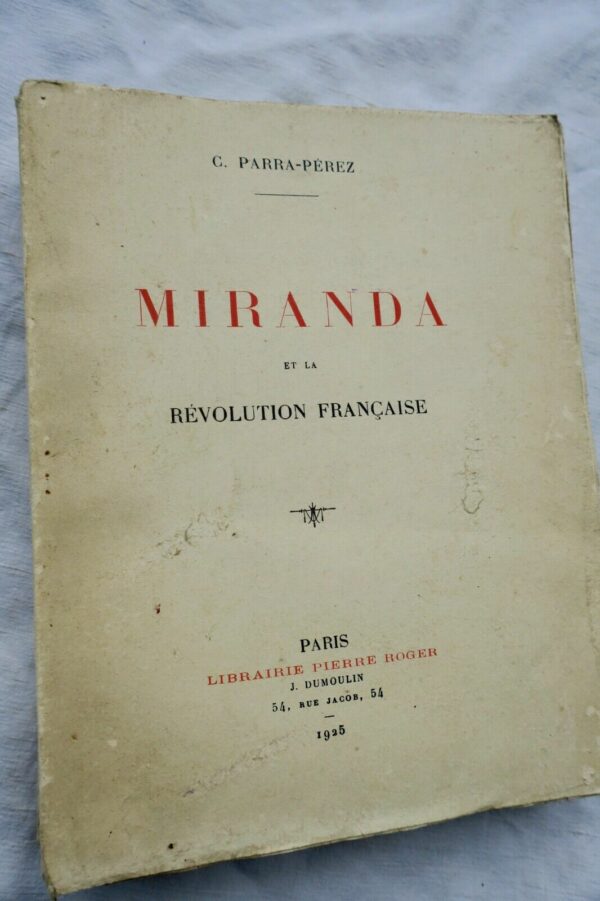 C. PARRA-PÉREZ
MIRANDA
ET LA
RÉVOLUTION FRANÇAISE
PARIS
LIBRAIRIE PIERRE ROGER
J. DUMOULIN
54, RUE JACOB, 54
1925